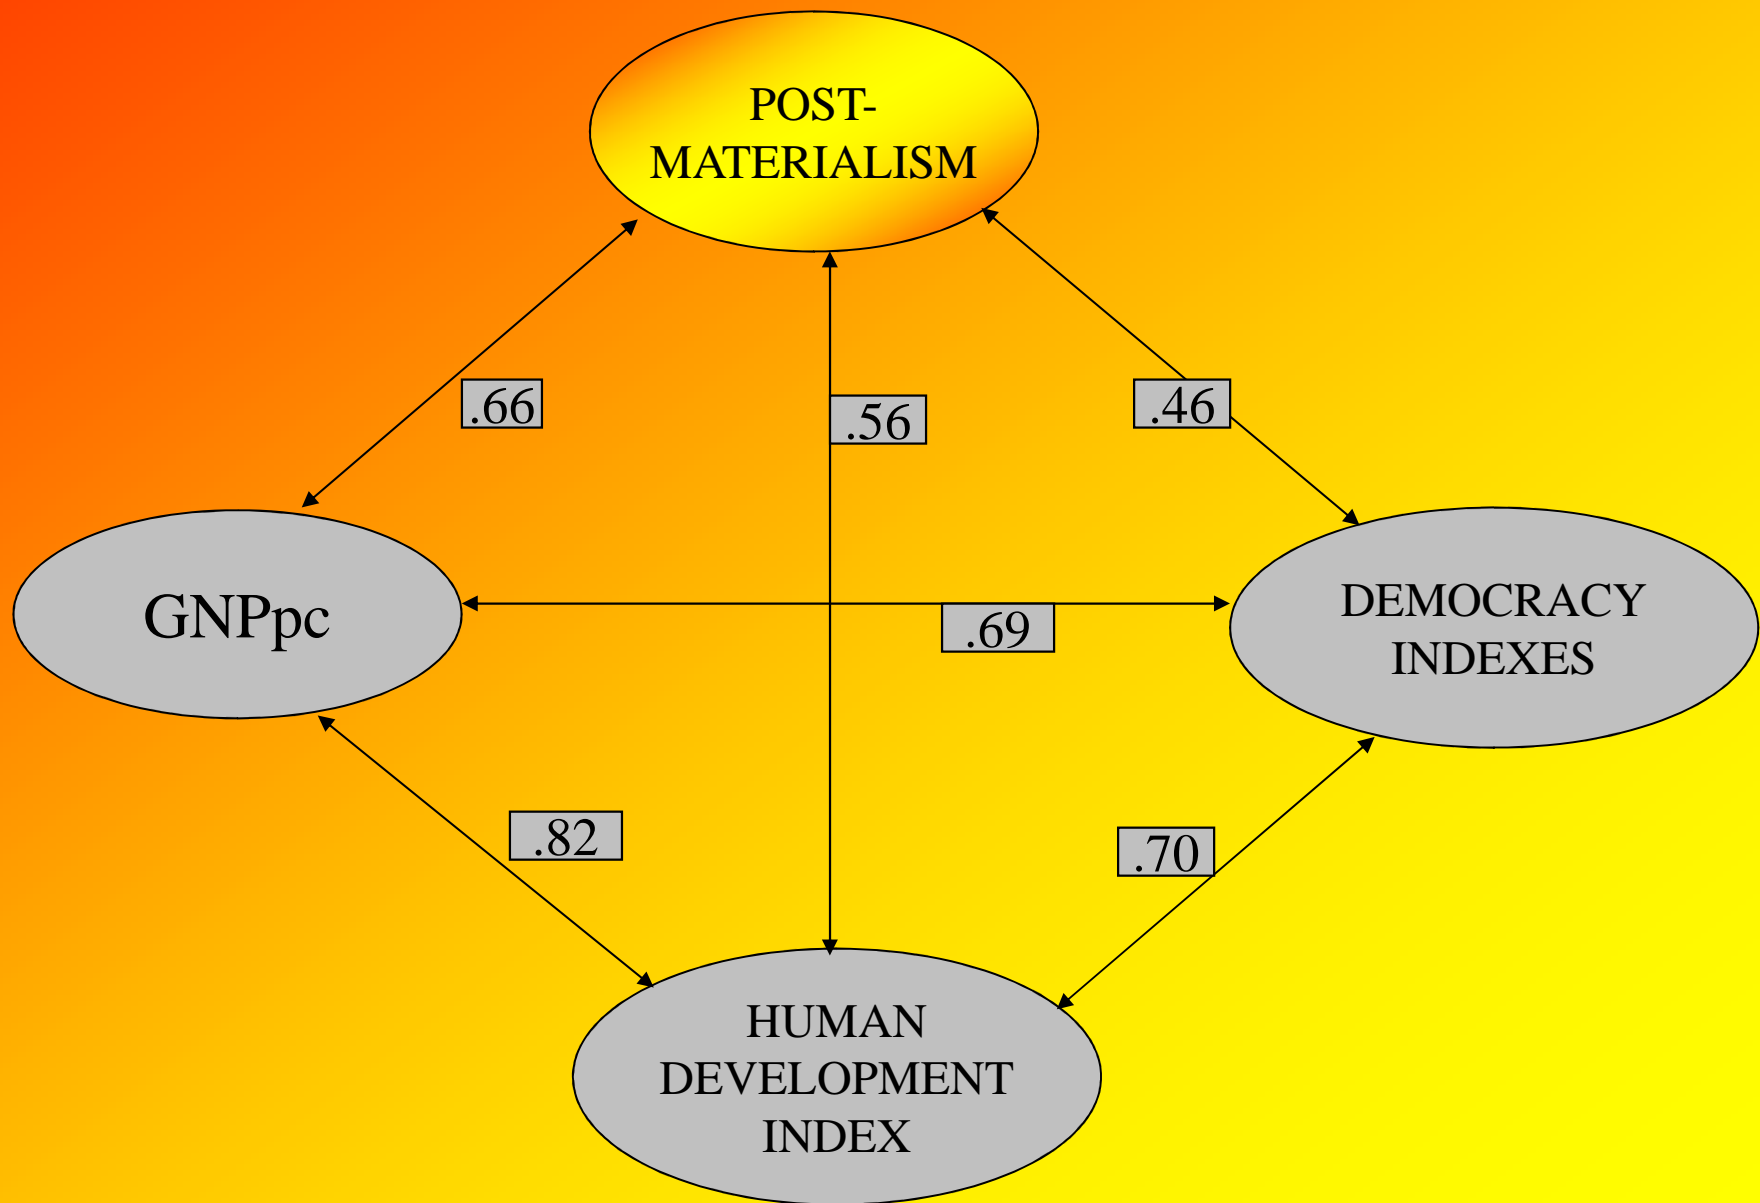 POST-
MATERIALISM
.66
.56
.46
GNPpc
.69
DEMOCRACY
INDEXES
.82
.70
HUMAN
DEVELOPMENT
INDEX